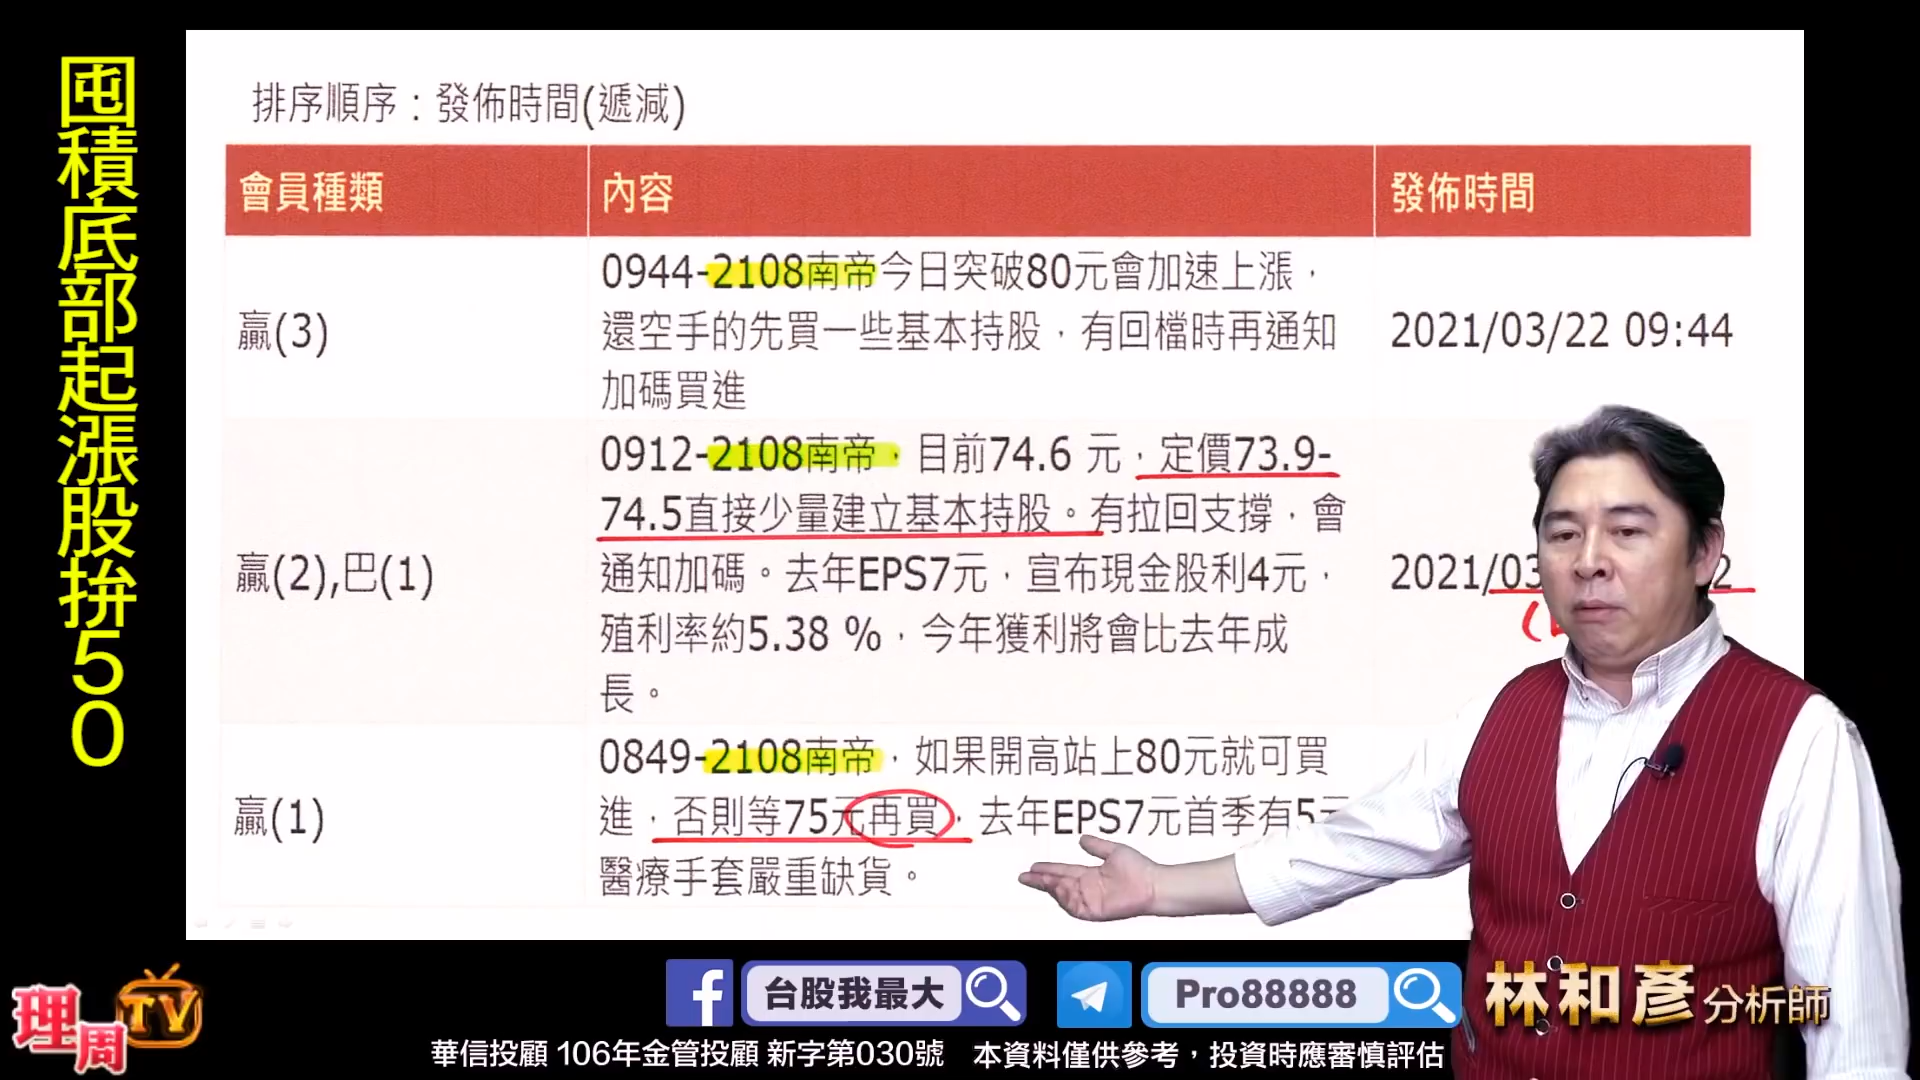 囤積底部起漲股拚50
排序順序：發佈時間(遞減)
會員種類
內容
發佈時間
贏(3)
0944-2108南帝今日突破80元會加速上漲，
還空手的先買一些基本持股，有回檔時再通知
加碼買進
2021/03/22 09:44
贏(2),巴(1)
0912-2108南帝，目前74.6 元，定價73.9-
74.5直接少量建立基本持股。有拉回支撐，會
通知加碼。去年EPS7元，宣布現金股利4元，
殖利率約5.38 %，今年獲利將會比去年成
長。
2021/03
2
贏(1)
0849-2108南帝，如果開高站上80元就可買
進，否則等75元再買，去年EPS7元首季有5元
醫療手套嚴重缺貨。
理周TV
f 台股我最大
Pro88888
林和彥 分析師
華信投顧 106年金管投顧 新字第030號 本資料僅供參考，投資時應審慎評估